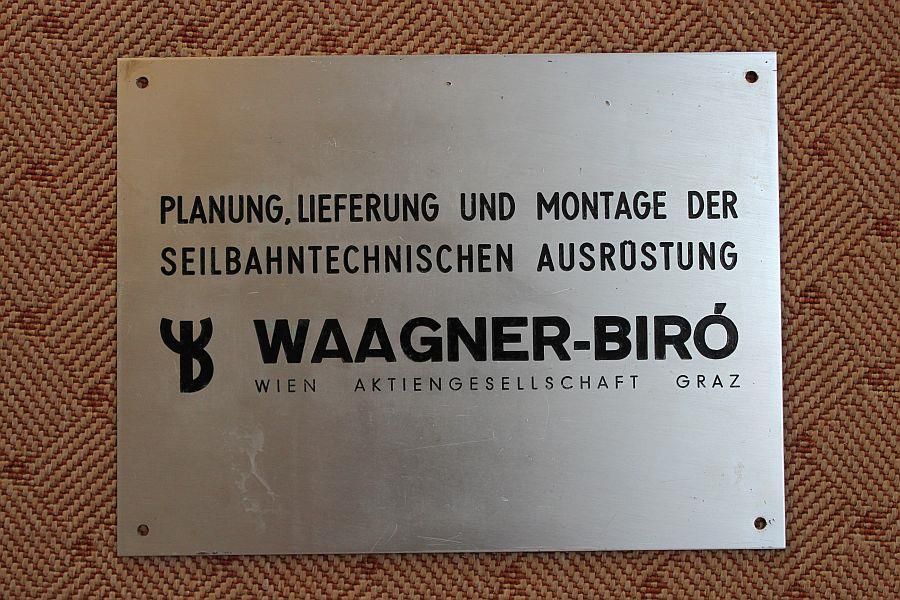 PLANUNG, LIEFERUNG UND MONTAGE DER
SEILBAHNTECHNISCHEN AUSRÜSTUNG
WAAGNER-BIRÓ
WIEN AKTIENGESELLSCHAFT GRAZ